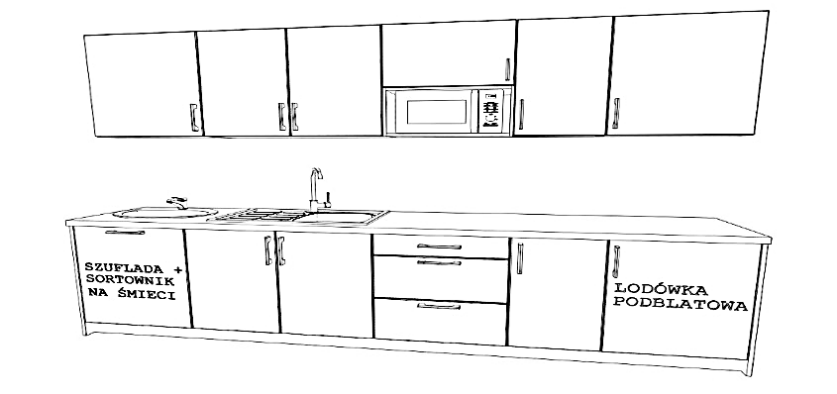 SZUFLADA +
SORTOWNIK
NA ŚMIECI
LODÓWKA
PODBLATOWA